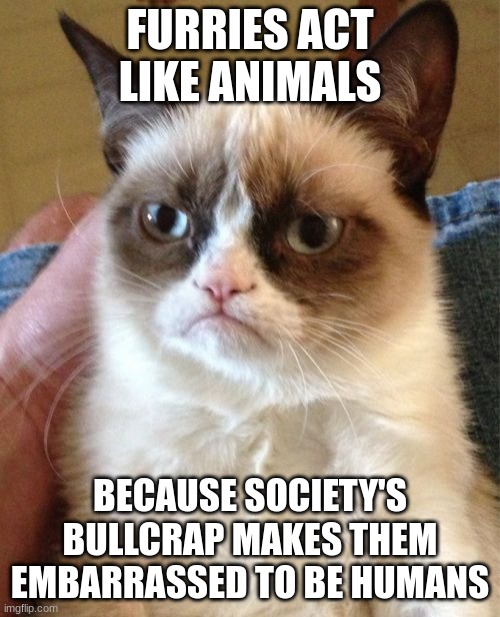 FURRIES ACT
LIKE ANIMALS
BECAUSE SOCIETY'S
BULLCRAP MAKES THEM
EMBARRASSED TO BE HUMANS
imgflip.com